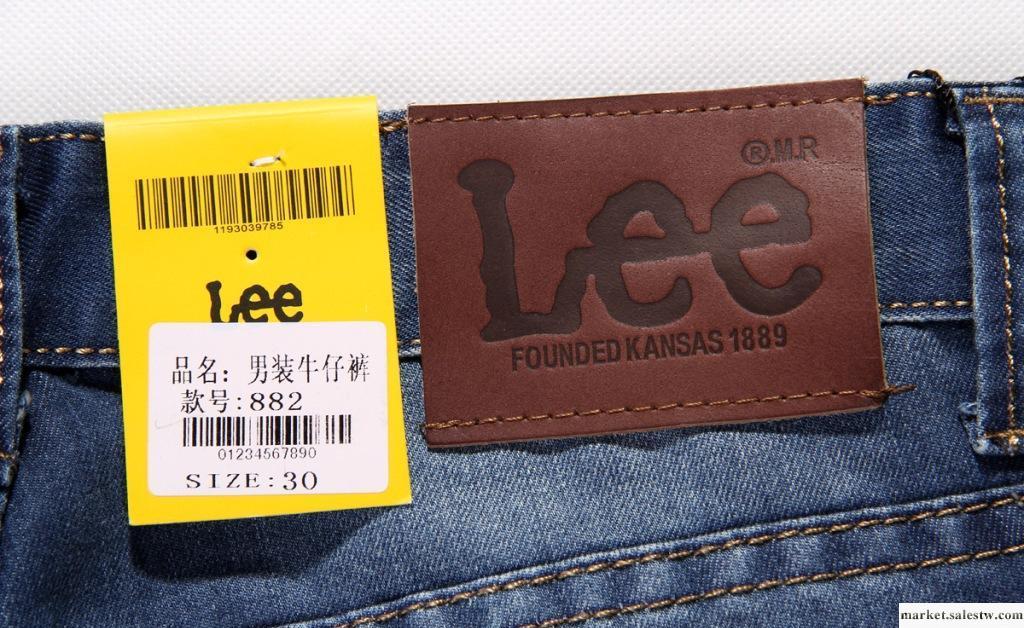 1193039785
Lee
品名: 男装牛仔裤
款号:882
01234567890
SIZE:30
®.M.R
Lee
FOUNDED KANSAS 1889
market.salestw.com